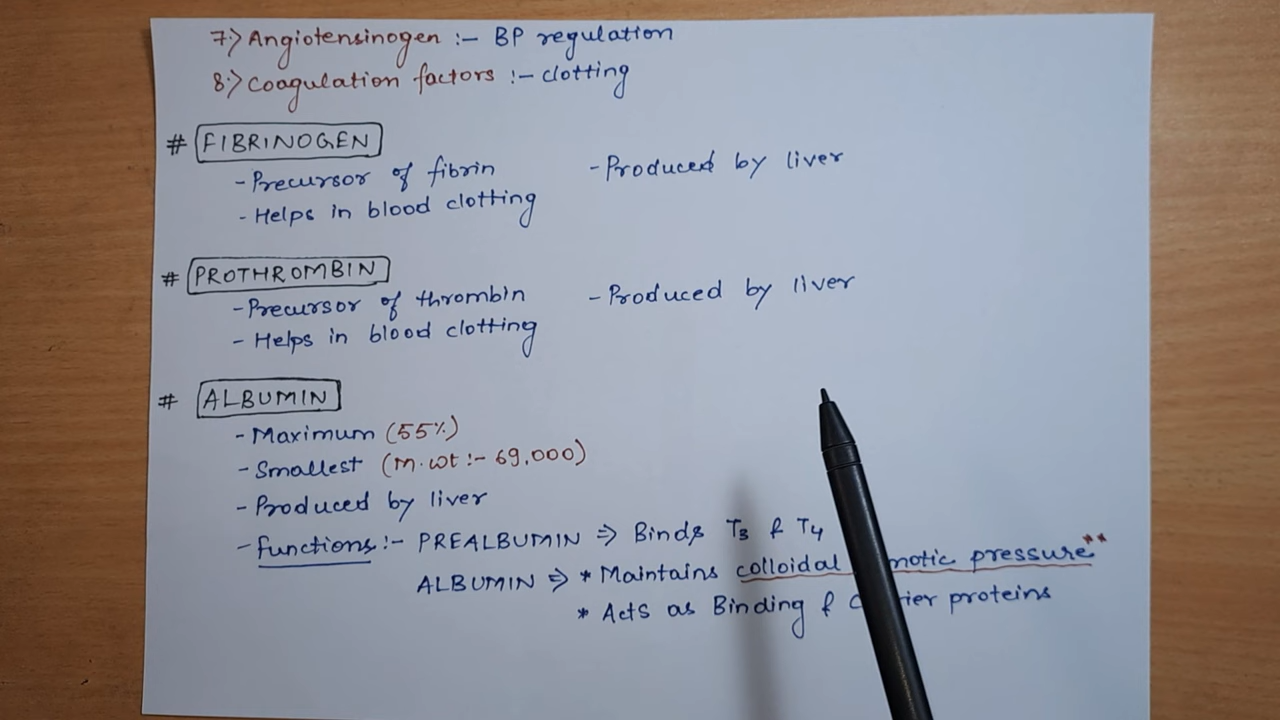 7:> Angiotensinogen :- BP regulation
8:> Coagulation factors :- clotting
# FIBRINOGEN
- Precursor of fibrin - Produced by liver
- Helps in blood clotting
# PROTHROMBIN
- Precursor of thrombin - Produced by liver
- Helps in blood clotting
# ALBUMIN
- Maximum (55%)
- Smallest (m.wt :- 69,000)
- Produced by liver
- functions :- PREALBUMIN ⇒ Binds T3 & T4
ALBUMIN ⇒ * Maintains colloidal pressure**
* Acts as Binding & proteins